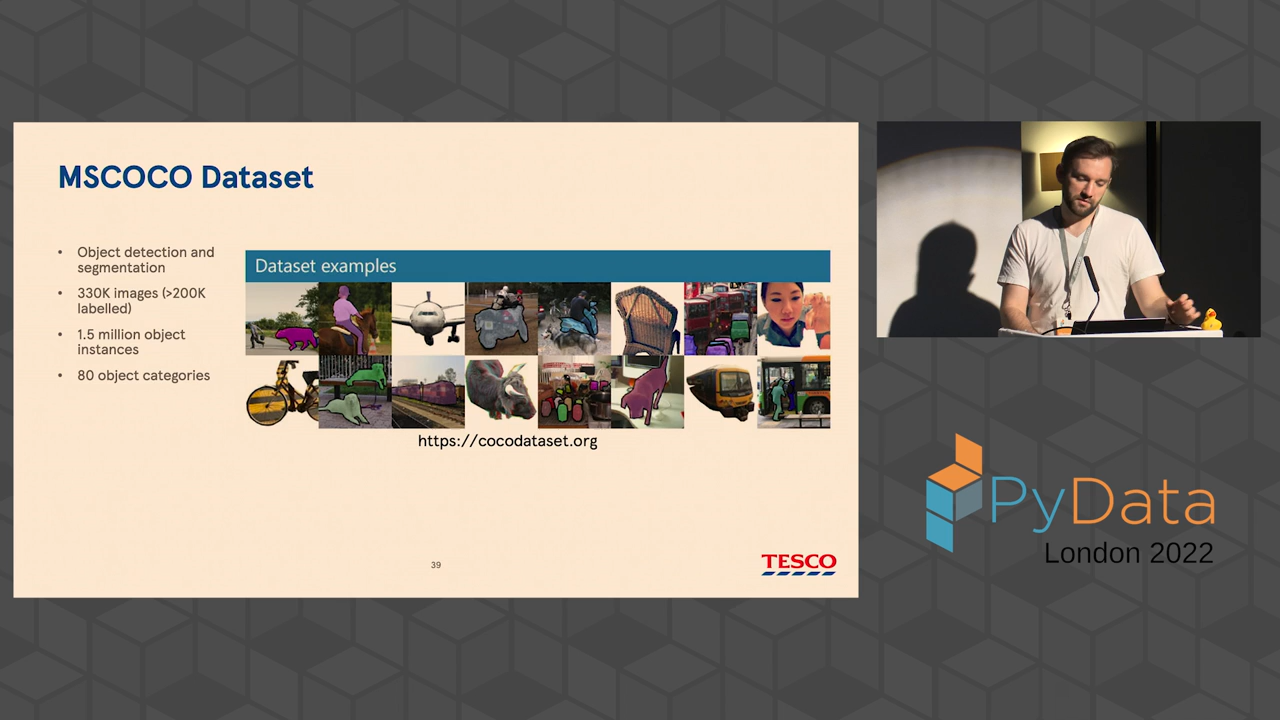 MSCOCO Dataset
• Object detection and
segmentation
• 330K images (>200K
labelled)
• 1.5 million object
instances
• 80 object categories
Dataset examples
https://cocodataset.org
39
TESCO
PyData
London 2022